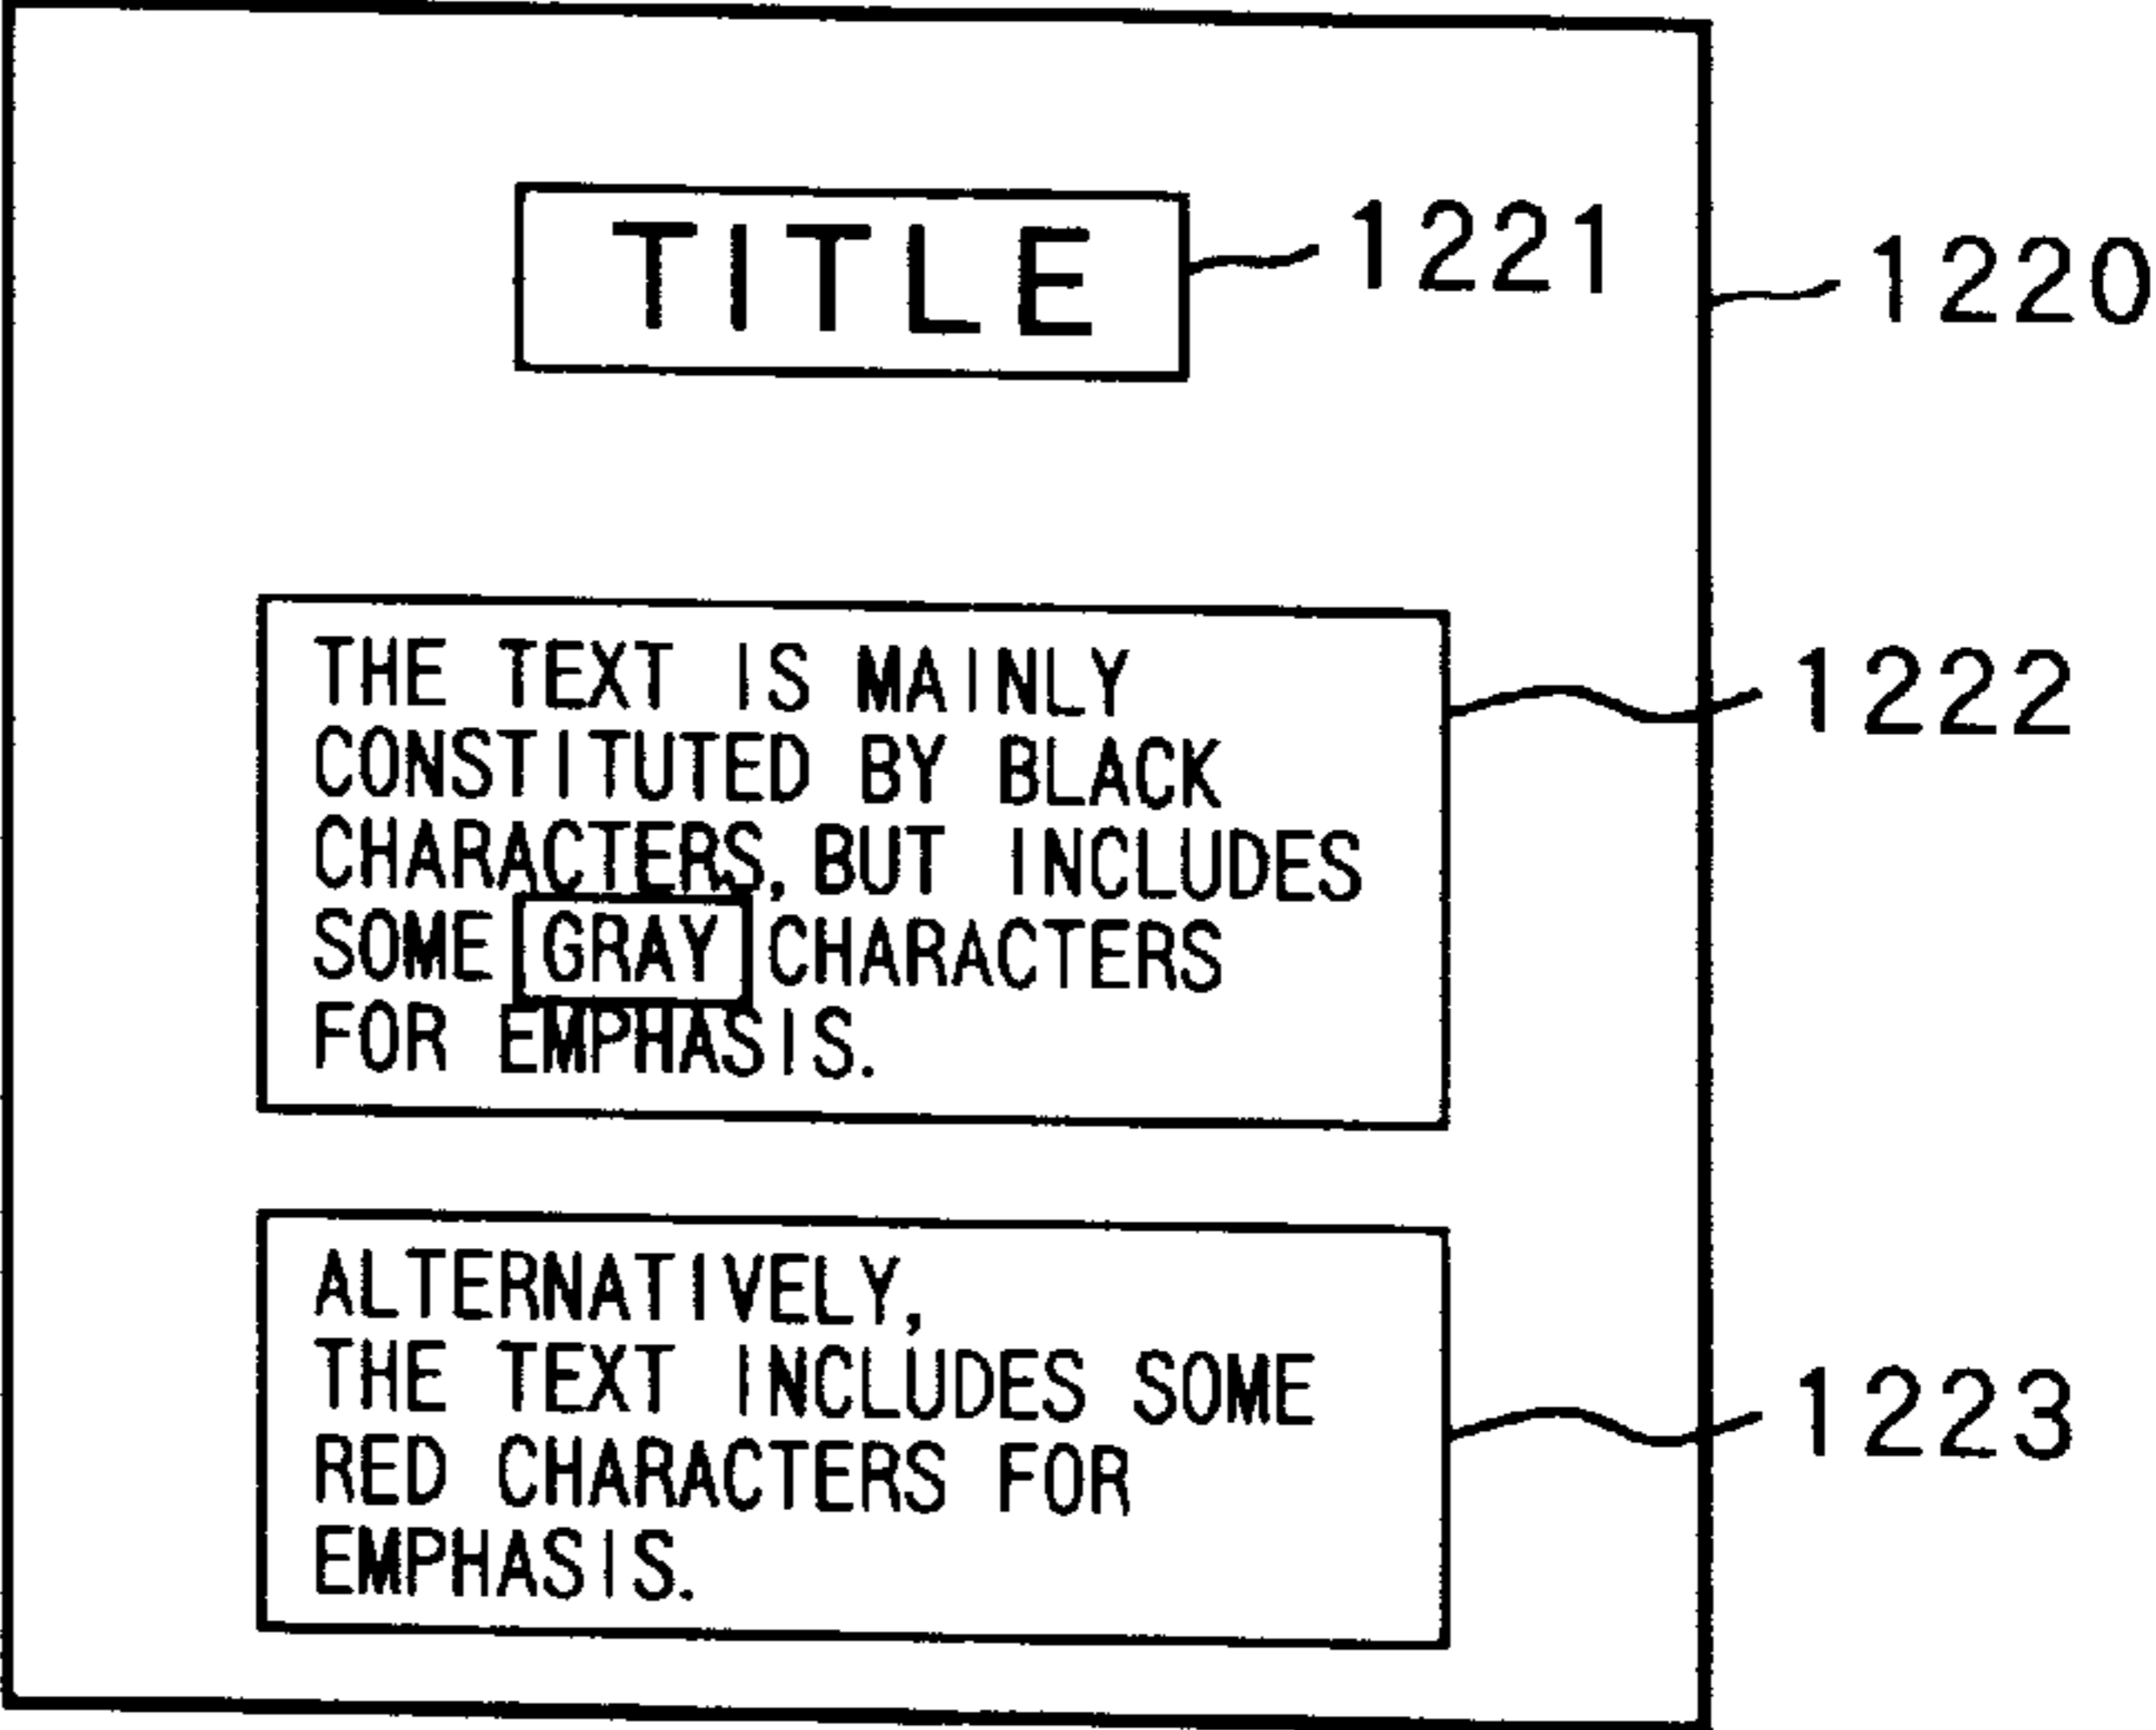 TITLE
1221
1220
THE TEXT IS MAINLY
CONSTITUTED BY BLACK
CHARACTERS, BUT INCLUDES
SOME GRAY CHARACTERS
FOR EMPHASIS.
1222
ALTERNATIVELY,
THE TEXT INCLUDES SOME
RED CHARACTERS FOR
EMPHASIS.
1223